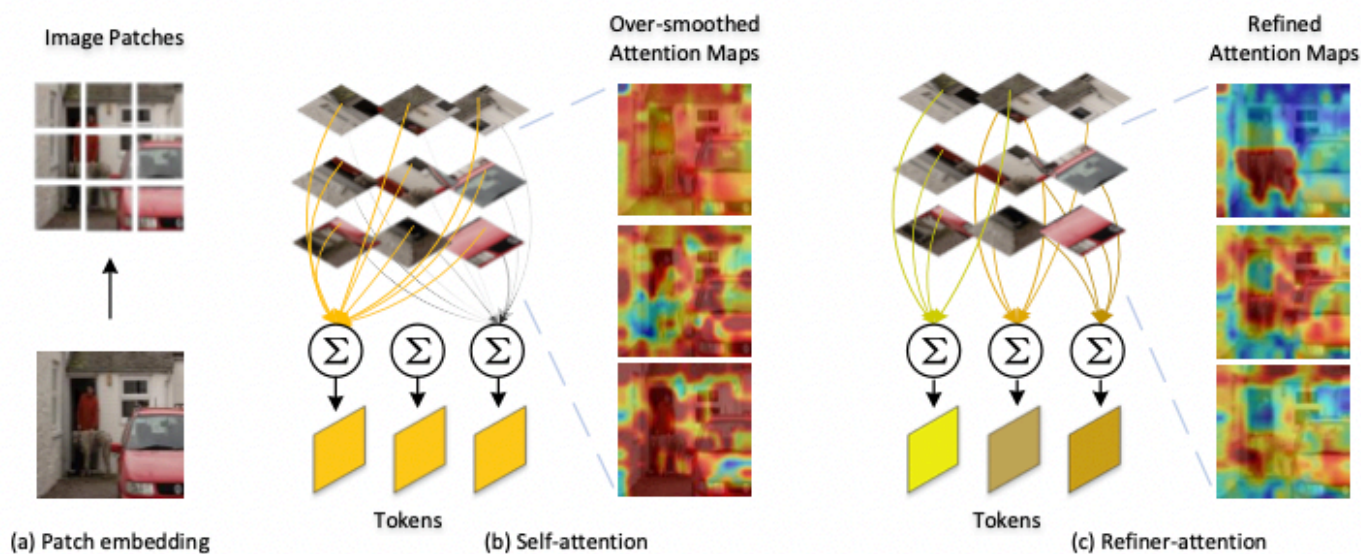 Image Patches
Over-smoothed
Attention Maps
Refined
Attention Maps
Σ Σ Σ
Σ Σ Σ
Tokens
Tokens
(a) Patch embedding
(b) Self-attention
(c) Refiner-attention